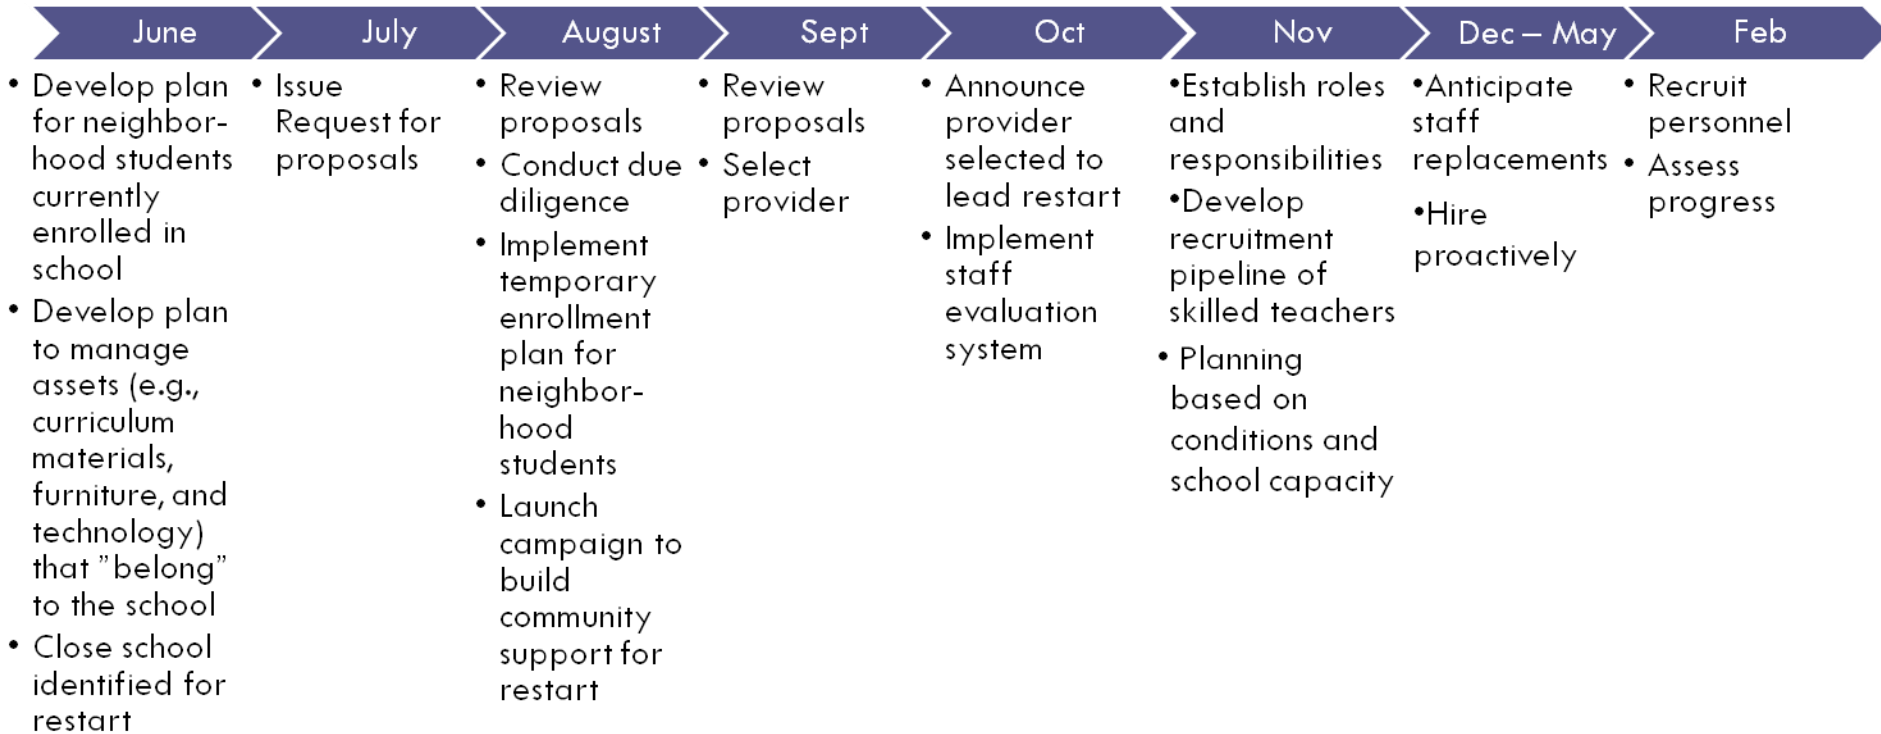 June
July
August
Sept
Oct
Nov
Dec – May
Feb
• Develop plan
for neighbor-
hood students
currently
enrolled in
school
• Develop plan
to manage
assets (e.g.,
curriculum
materials,
furniture, and
technology)
that ”belong”
to the school
• Close school
identified for
restart
• Issue
Request for
proposals
• Review
proposals
• Conduct due
diligence
• Implement
temporary
enrollment
plan for
neighbor-
hood
students
• Launch
campaign to
build
community
support for
restart
• Review
proposals
• Select
provider
• Announce
provider
selected to
lead restart
• Implement
staff
evaluation
system
•Establish roles
and
responsibilities
•Develop
recruitment
pipeline of
skilled teachers
• Planning
based on
conditions and
school capacity
•Anticipate
staff
replacements
•Hire
proactively
• Recruit
personnel
• Assess
progress